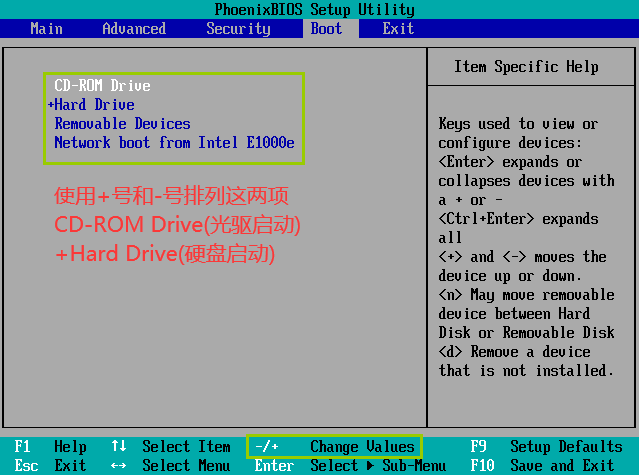 PhoenixBIOS Setup Utility
Main Advanced Security Boot Exit
CD-ROM Drive
+Hard Drive
Removable Devices
Network boot from Intel E1000e
使用+号和-号排列这两项
CD-ROM Drive(光驱启动)
+Hard Drive(硬盘启动)
Item Specific Help
Keys used to view or
configure devices:
<Enter> expands or
collapses devices with
a + or -
<Ctrl+Enter> expands
all
<+> and <-> moves the
device up or down.
<n> May move removable
device between Hard
Disk or Removable Disk
<d> Remove a device
that is not installed.
F1 Help ↑↓ Select Item -/+ Change Values F9 Setup Defaults
Esc Exit ↔ Select Menu Enter Select ▶ Sub-Menu F10 Save and Exit